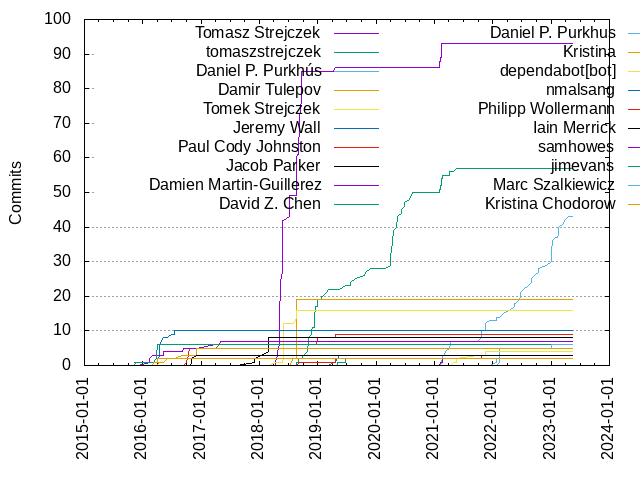 100
90
80
70
60
50
40
30
20
10
0
Commits
Tomasz Strejczek
tomaszstrejczek
Daniel P. Purkhús
Damir Tulepov
Tomek Strejczek
Jeremy Wall
Paul Cody Johnston
Jacob Parker
Damien Martin-Guillerez
David Z. Chen
Daniel P. Purkhus
Kristina
dependabot[bot]
nmalsang
Philipp Wollermann
Iain Merrick
samhowes
jimevans
Marc Szalkiewicz
Kristina Chodorow
2015-01-01
2016-01-01
2017-01-01
2018-01-01
2019-01-01
2020-01-01
2021-01-01
2022-01-01
2023-01-01
2024-01-01